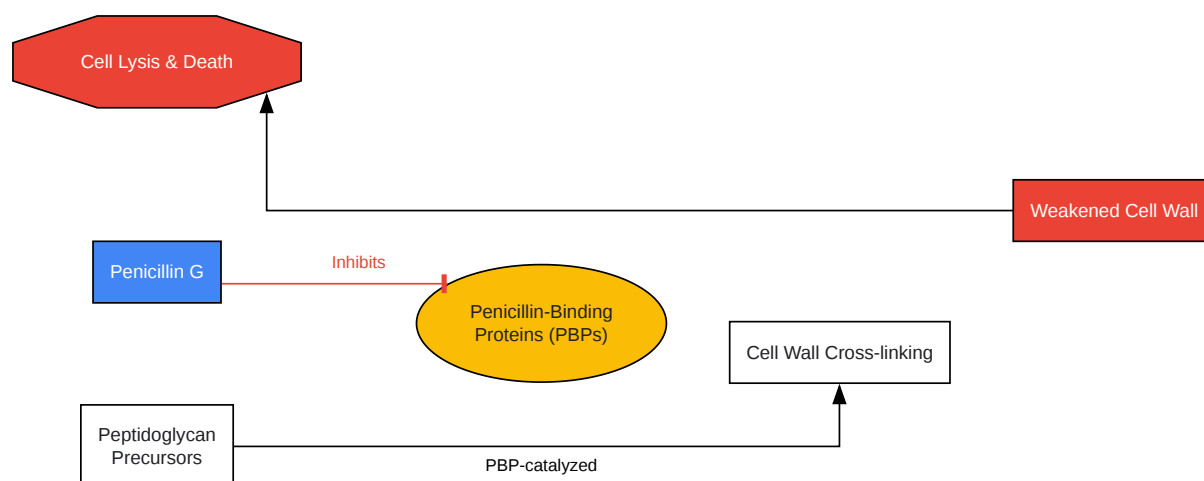 Cell Lysis & Death
Weakened Cell Wall
Penicillin G
Inhibits
Penicillin-Binding
Proteins (PBPs)
Cell Wall Cross-linking
Peptidoglycan
Precursors
PBP-catalyzed